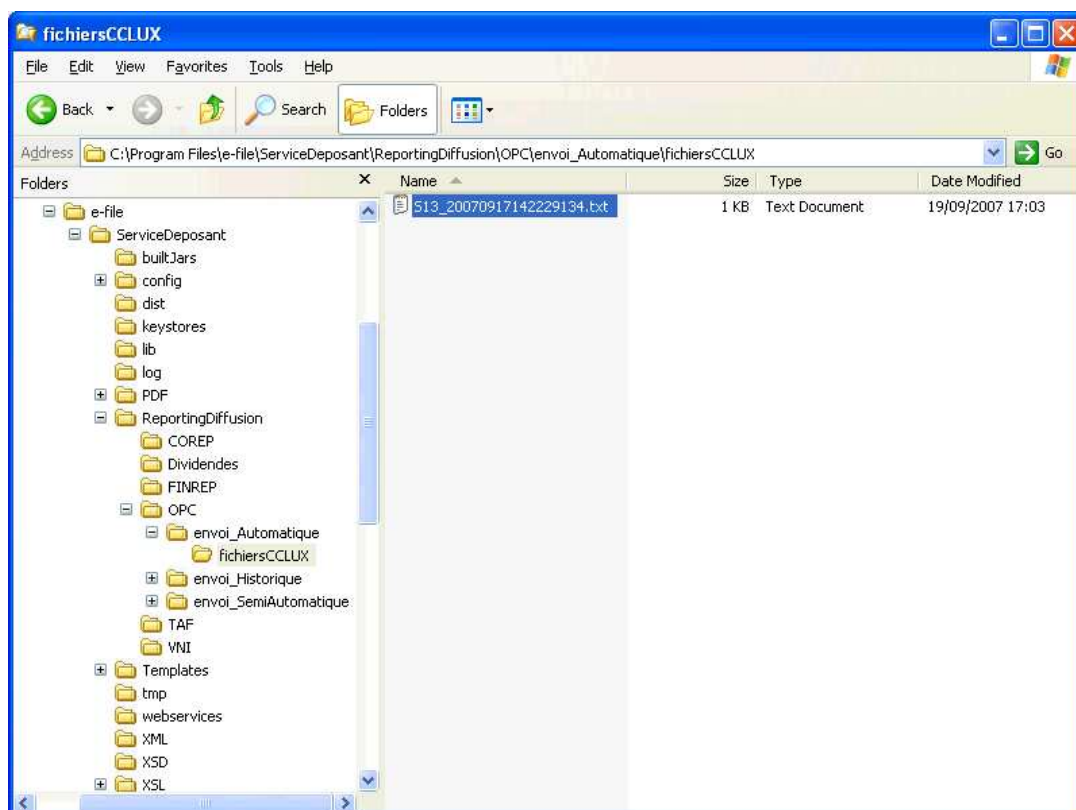 fichiersCCLUX
File Edit View Favorites Tools Help
Back Search Folders
Address C:\Program Files\e-file\ServiceDeposant\ReportingDiffusion\OPC\envoi_Automatique\fichiersCCLUX Go
Folders Name Size Type Date Modified
e-file S13_20070917142229134.txt 1 KB Text Document 19/09/2007 17:03
ServiceDeposant
builtJars
config
dist
keystores
lib
log
PDF
ReportingDiffusion
COREP
Dividendes
FINREP
OPC
envoi_Automatique
fichiersCCLUX
envoi_Historique
envoi_SemiAutomatique
TAF
VNI
Templates
tmp
webservices
XML
XSD
XSL